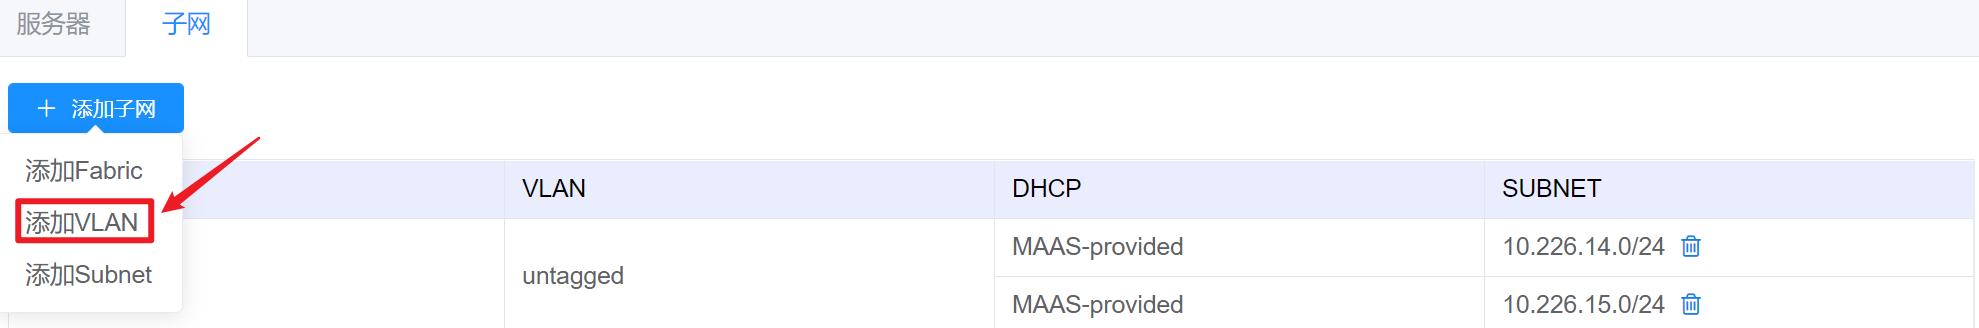 服务器 子网
+ 添加子网
添加Fabric
添加VLAN
添加Subnet
VLAN DHCP SUBNET
untagged
MAAS-provided 10.226.14.0/24
MAAS-provided 10.226.15.0/24